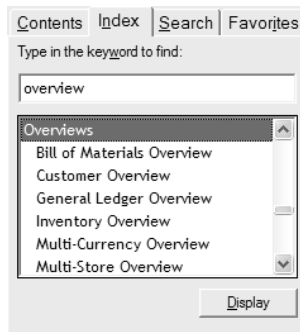 Contents Index Search Favorites
Type in the keyword to find:
overview
Overviews
Bill of Materials Overview
Customer Overview
General Ledger Overview
Inventory Overview
Multi-Currency Overview
Multi-Store Overview
Display